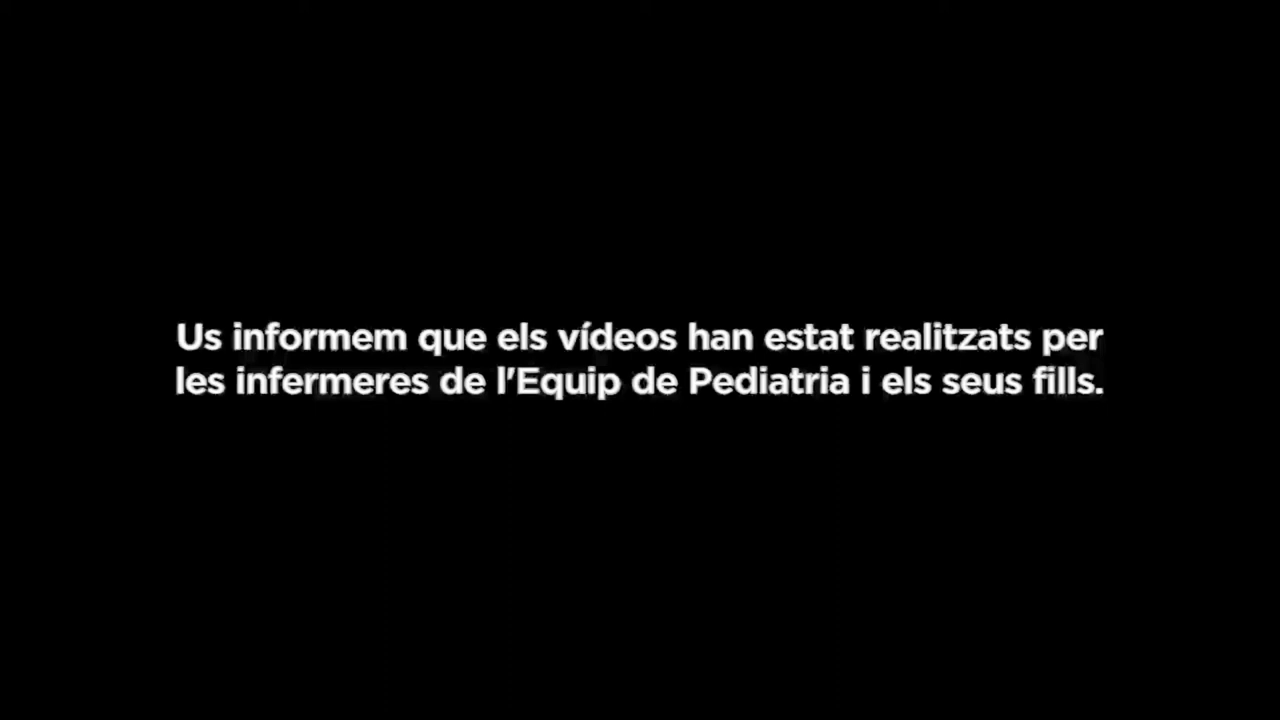 Us informem que els vídeos han estat realitzats per
les infermeres de l'Equip de Pediatria i els seus fills.